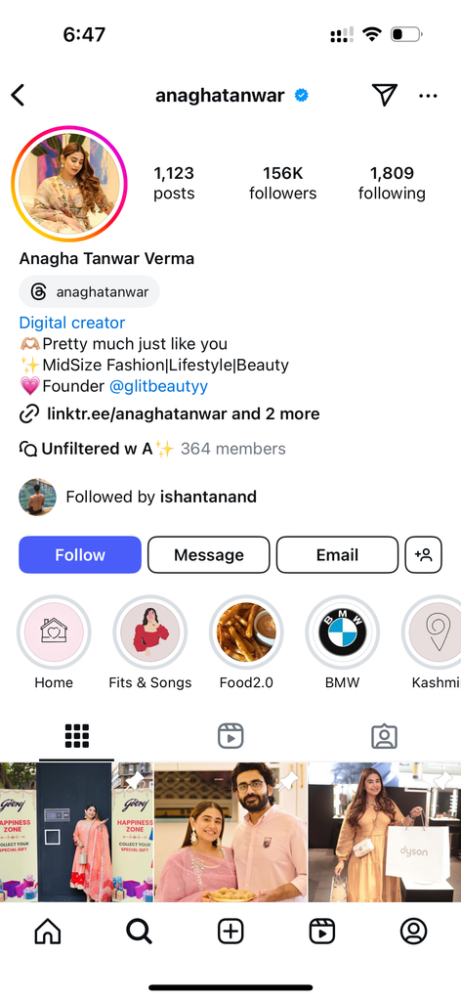 6:47
anaghatanwar
1,123 156K 1,809
posts followers following
Anagha Tanwar Verma
anaghatanwar
Digital creator
🫶🏼Pretty much just like you
✨MidSize Fashion|Lifestyle|Beauty
💗Founder @glitbeautyy
linktr.ee/anaghatanwar and 2 more
Unfiltered w A✨ 364 members
Followed by ishantanand
Follow Message Email
BMW
Home Fits & Songs Food2.0 BMW Kashmi
Godrej Godrej
HAPPINESS HAPPINESS
ZONE ZONE
COLLECT YOUR COLLECT YOUR
SPECIAL GIFT SPECIAL GIFT
dyson